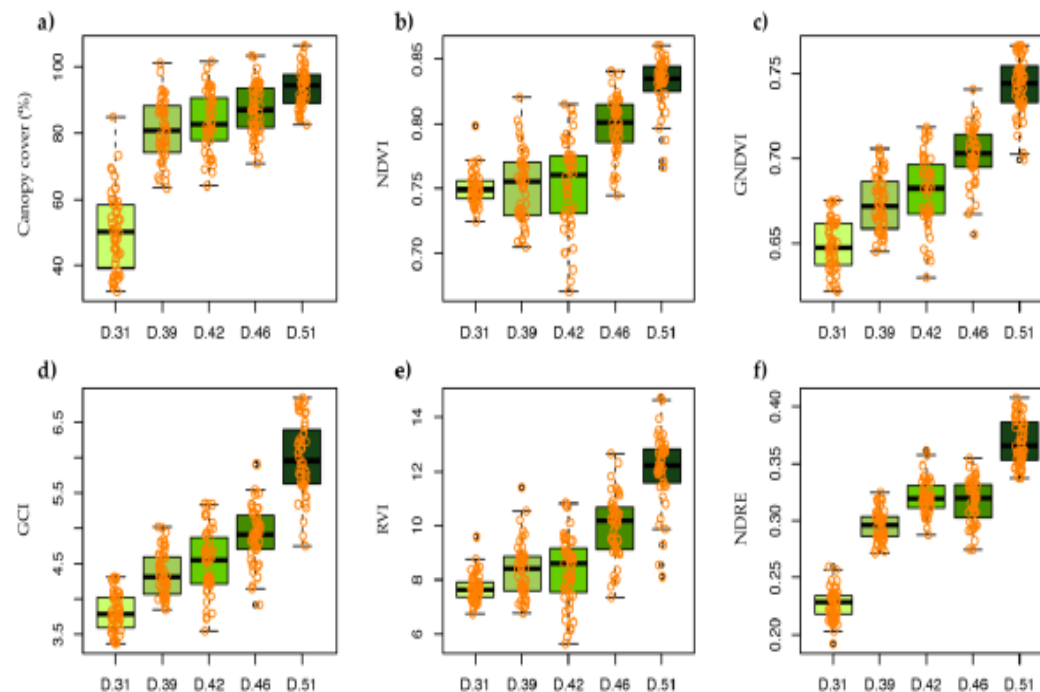 a)
Canopy cover (%)
100
80
60
40
D.31 D.39 D.42 D.46 D.51
b)
NDVI
0.85
0.80
0.75
0.70
D.31 D.39 D.42 D.46 D.51
c)
GNDVI
0.75
0.70
0.65
D.31 D.39 D.42 D.46 D.51
d)
GCI
6.5
5.5
4.5
3.5
D.31 D.39 D.42 D.46 D.51
e)
RVI
14
12
10
8
6
D.31 D.39 D.42 D.46 D.51
f)
NDRE
0.40
0.35
0.30
0.25
0.20
D.31 D.39 D.42 D.46 D.51